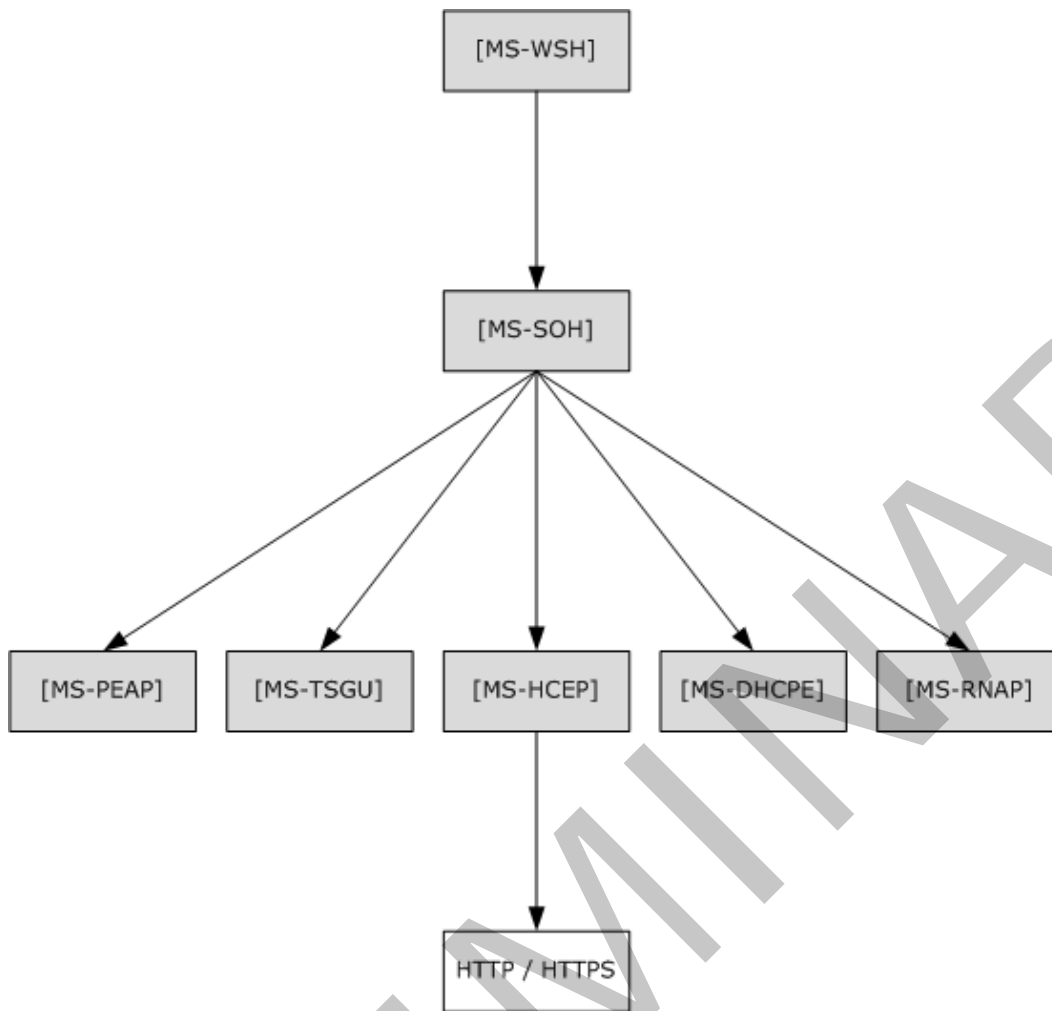 [MS-WSH]
[MS-SOH]
[MS-PEAP]
[MS-TSGU]
[MS-HCEP]
[MS-DHCPE]
[MS-RNAP]
HTTP / HTTPS